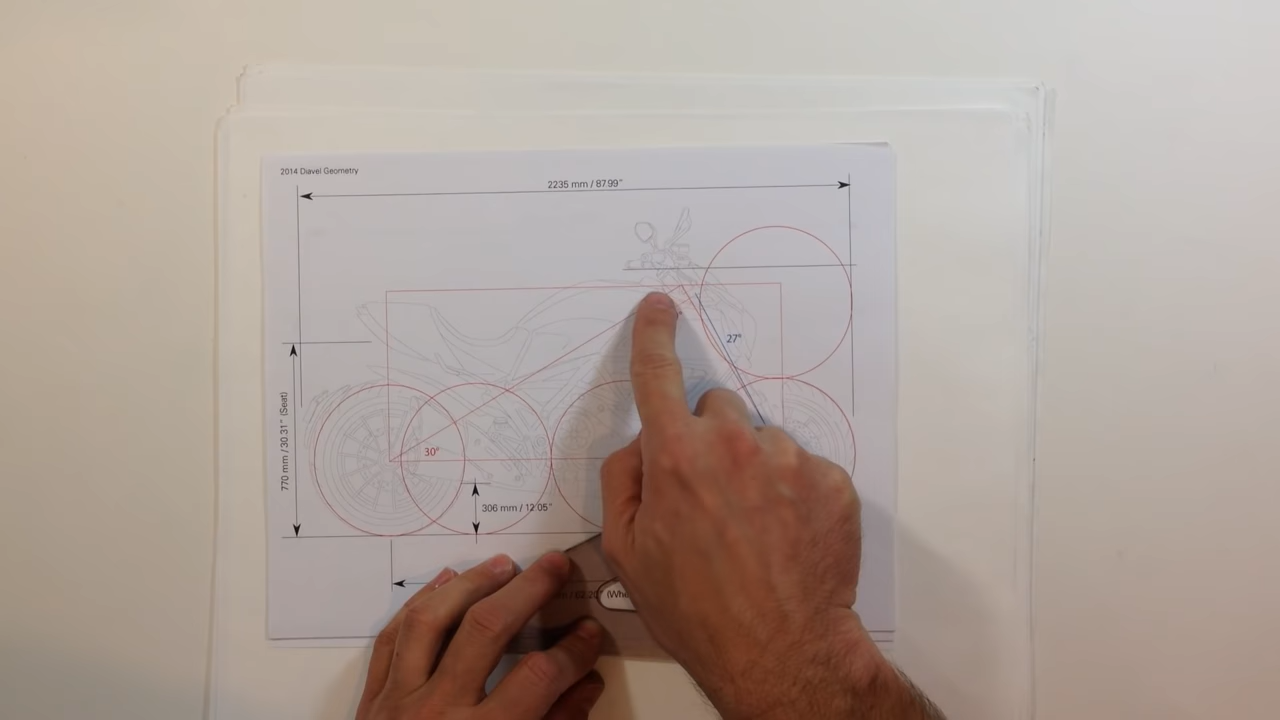 2014 Diavel Geometry
2235 mm / 87.99"
27°
770 mm / 30.31" (Seat)
30°
306 mm / 12.05"